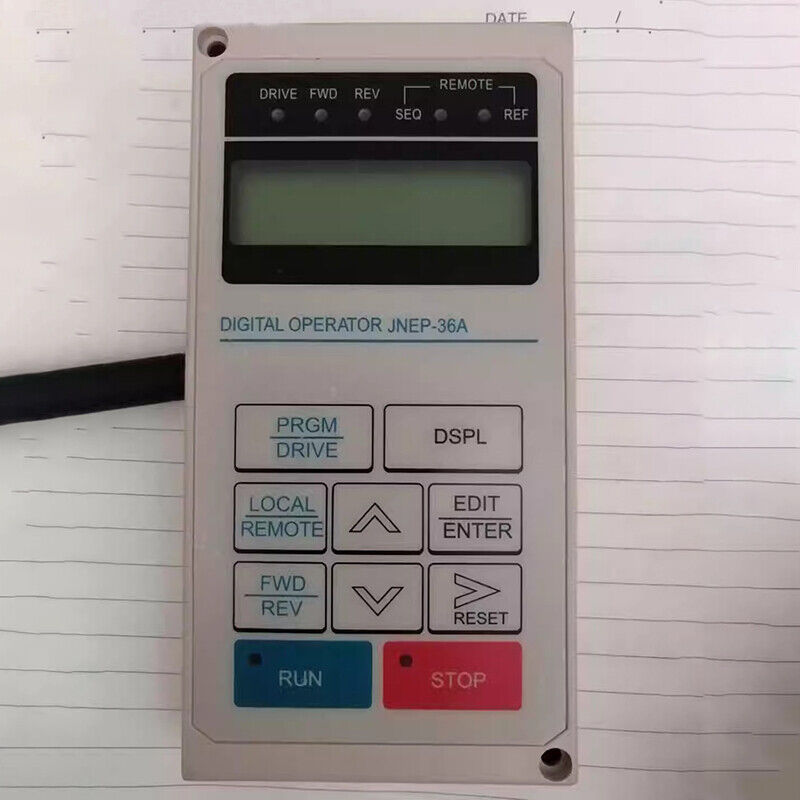 DATE / /
DRIVE FWD REV REMOTE
SEQ REF
DIGITAL OPERATOR JNEP-36A
PRGM
DRIVE
DSPL
LOCAL
REMOTE
EDIT
ENTER
FWD
REV
RESET
RUN
STOP